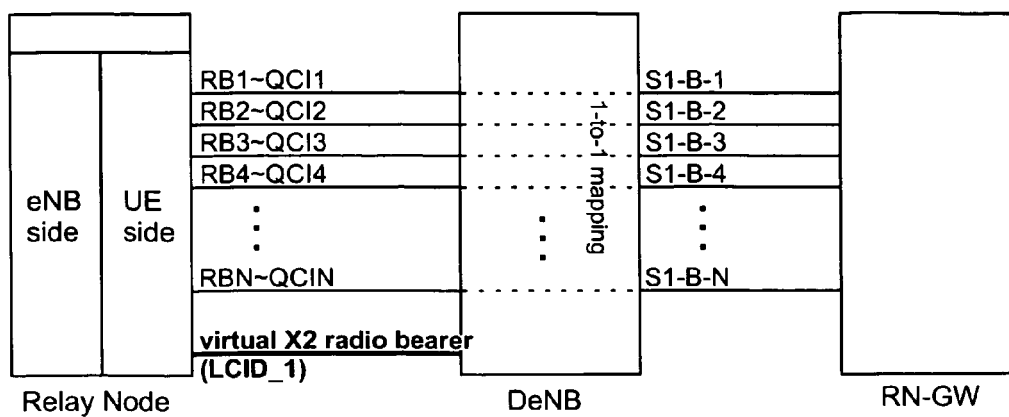 RB1~QCI1
S1-B-1
RB2~QCI2
S1-B-2
RB3~QCI3
S1-B-3
RB4~QCI4
S1-B-4
1-to-1 mapping
eNB
side
UE
side
RBN~QCIN
S1-B-N
virtual X2 radio bearer
(LCID_1)
Relay Node
DeNB
RN-GW